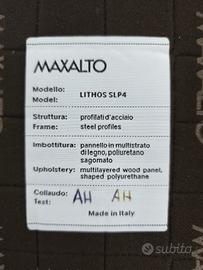 MAXALTO
Modello/
Model: LITHOS SLP4
Struttura: profilati d'acciaio
Frame: steel profiles
Imbottitura: pannello in multistrato
di legno, poliuretano
sagomato
Upholstery: multilayered wood panel,
shaped polyurethane
Collaudo:
Test: AH AH
Made in Italy
subito